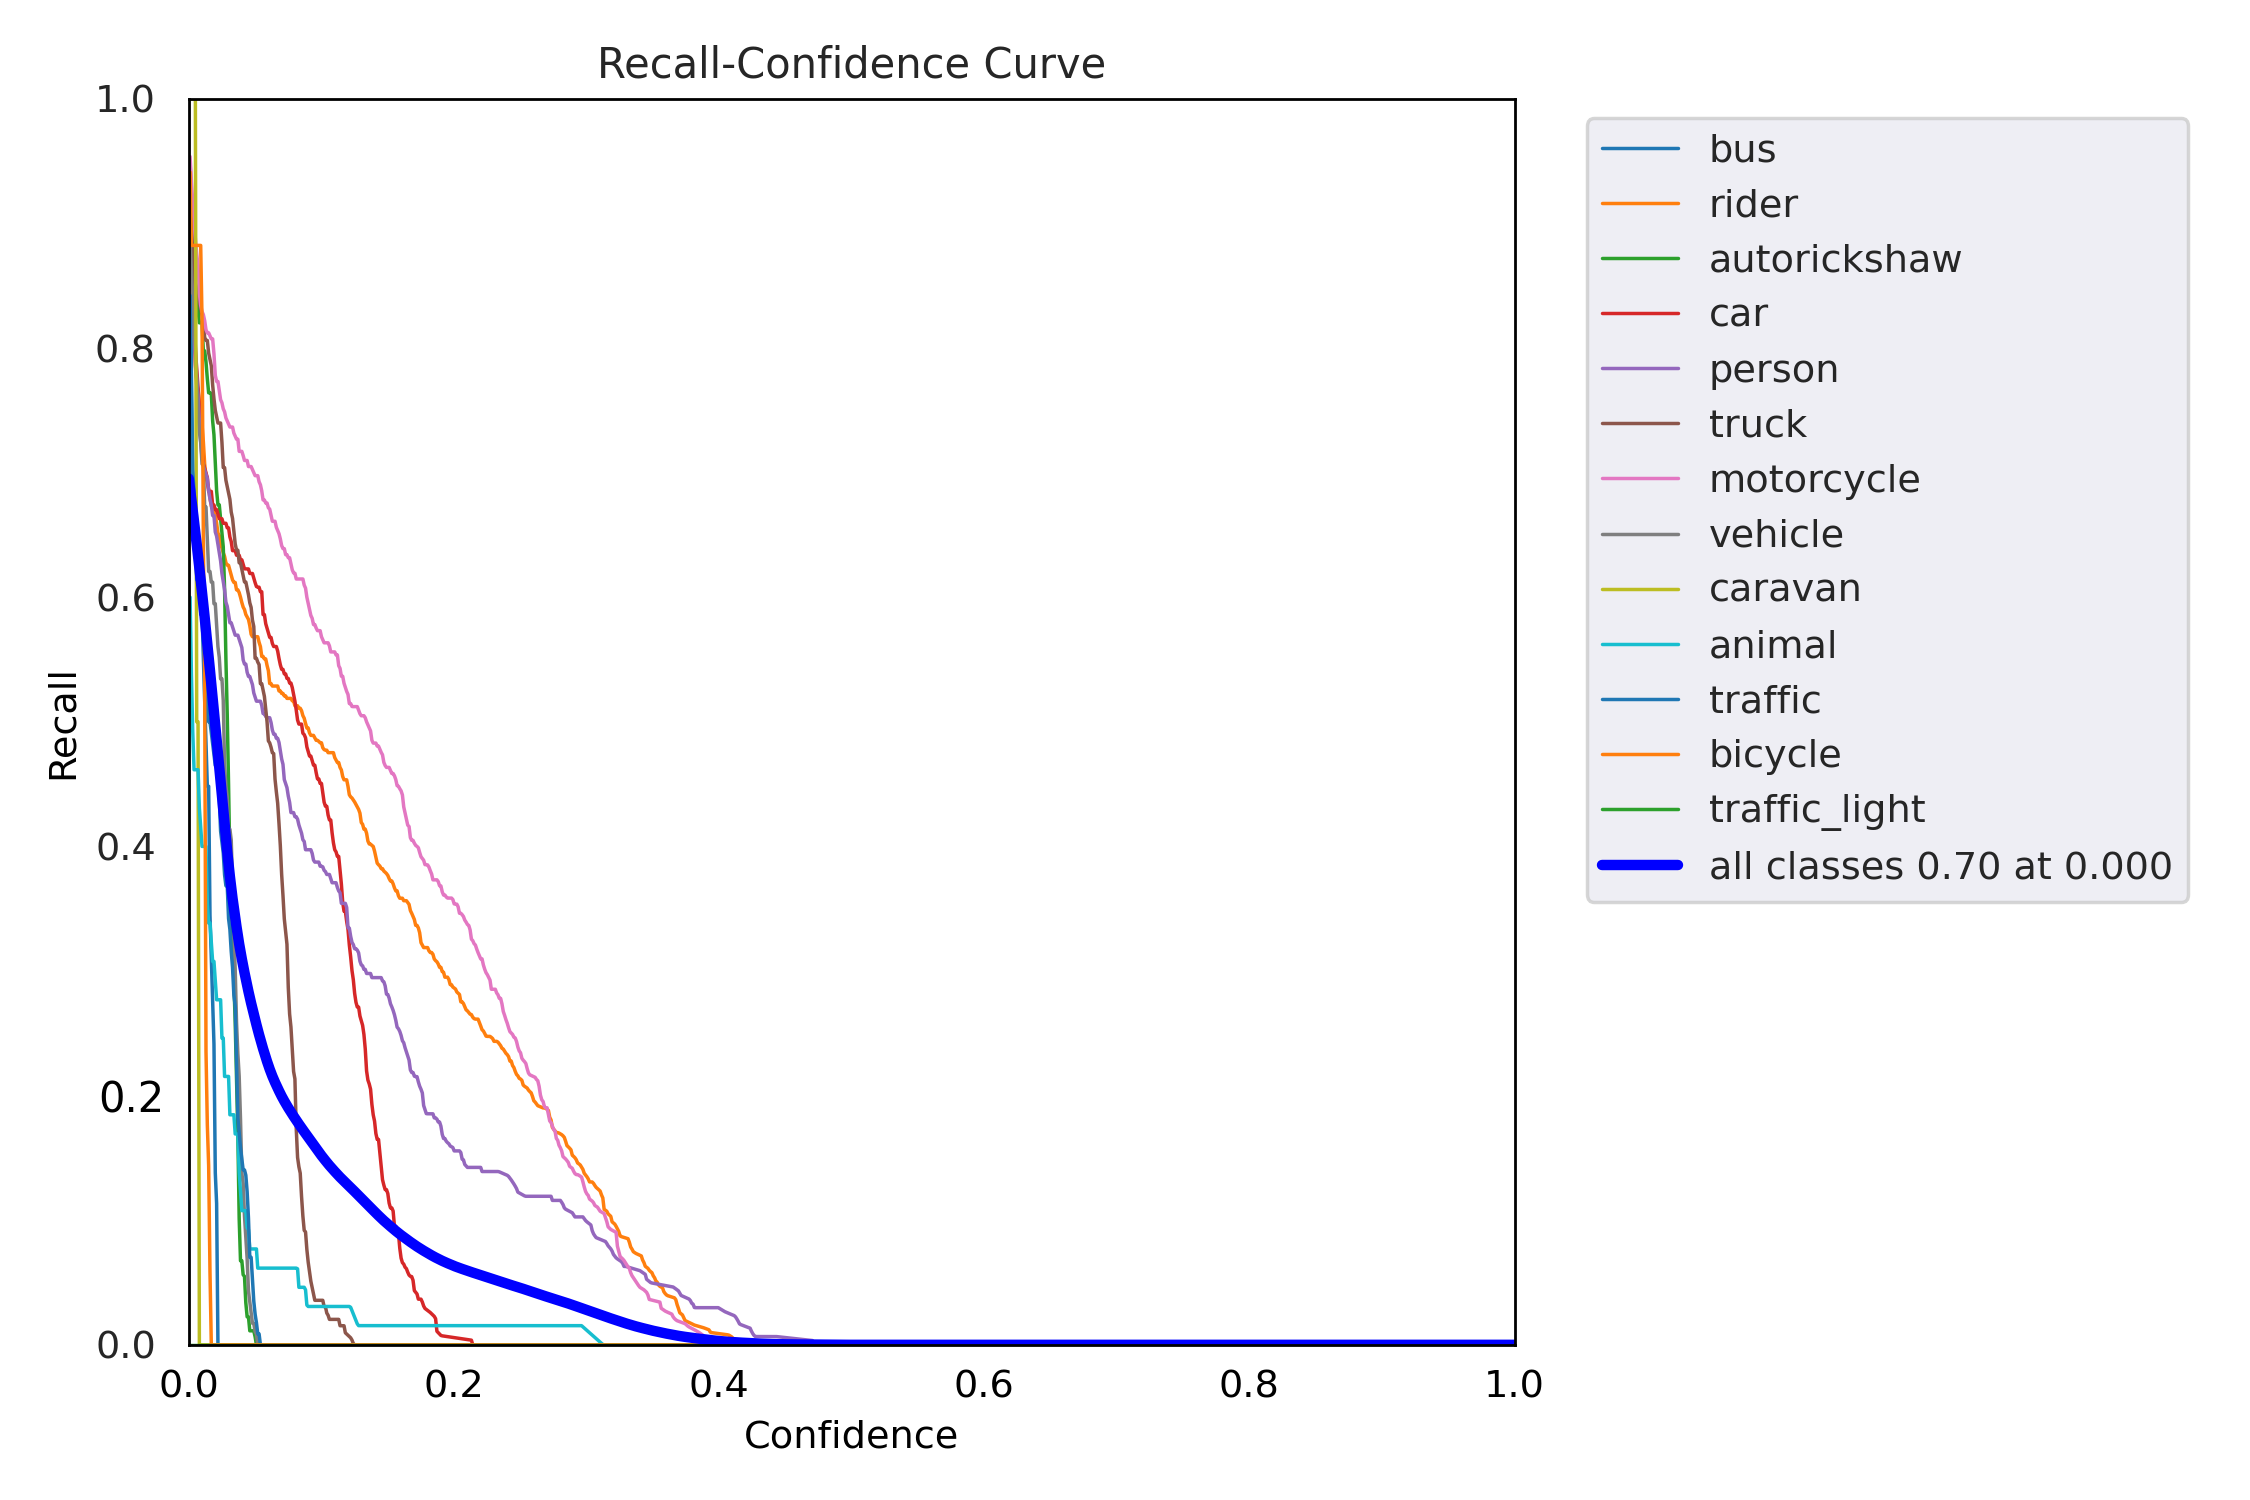 Recall-Confidence Curve
1.0
0.8
0.6
0.4
0.2
0.0
Recall
0.0 0.2 0.4 0.6 0.8 1.0
Confidence
bus
rider
autorickshaw
car
person
truck
motorcycle
vehicle
caravan
animal
traffic
bicycle
traffic_light
all classes 0.70 at 0.000